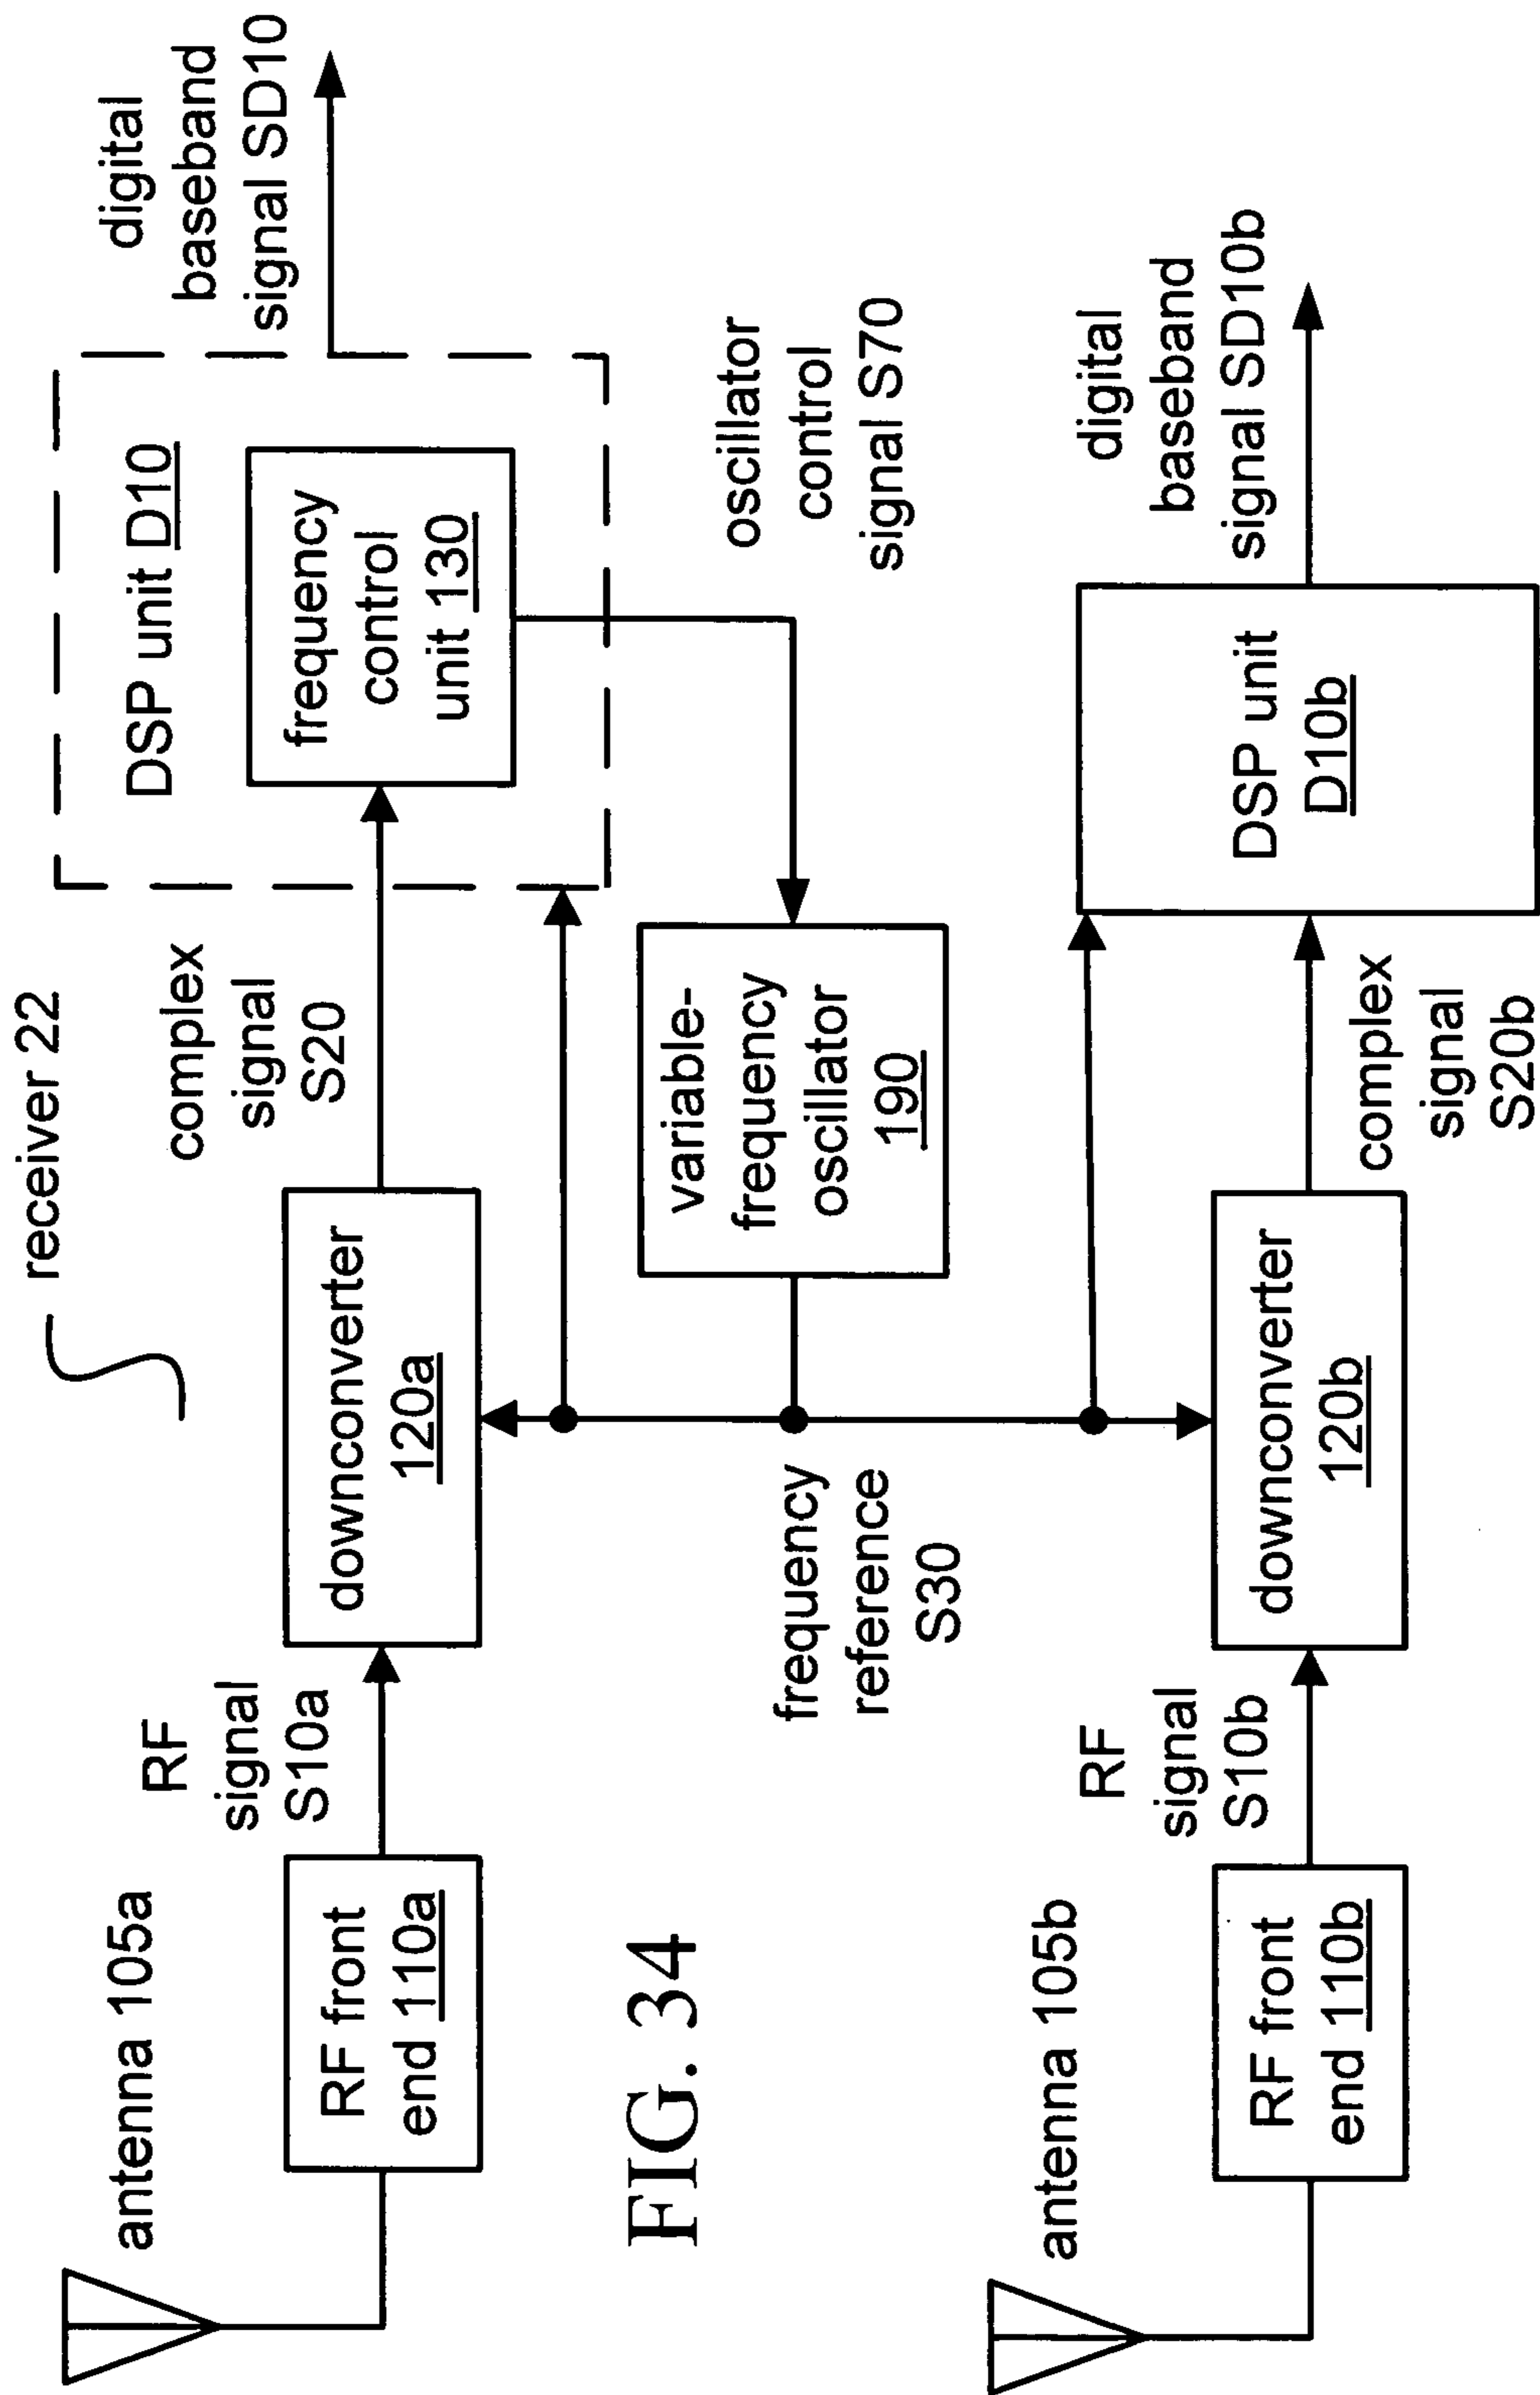 receiver 22
antenna 105a
RF front
end 110a
RF
signal
S10a
downconverter
120a
complex
signal
S20
DSP unit D10
frequency
control
unit 130
digital
baseband
signal SD10
frequency
reference
S30
variable-
frequency
oscillator
190
oscillator
control
signal S70
FIG. 34
antenna 105b
RF front
end 110b
RF
signal
S10b
downconverter
120b
complex
signal
S20b
DSP unit
D10b
digital
baseband
signal SD10b